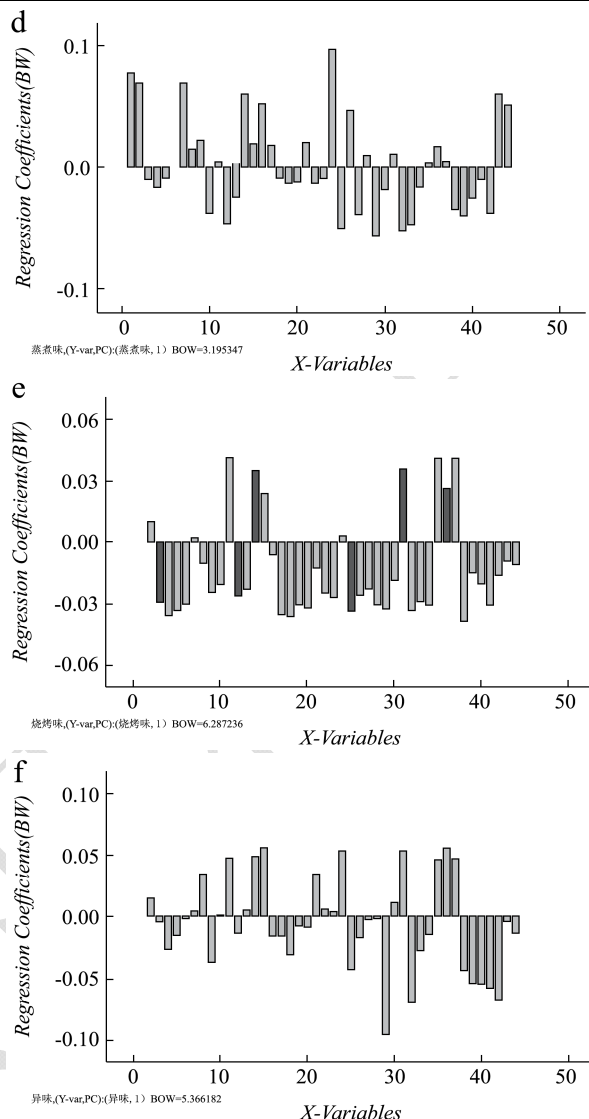 d
Regression Coefficients(BW)
0.1
0.0
-0.1
0 10 20 30 40 50
蒸煮味,(Y-var,PC):(蒸煮味, 1）BOW=3.195347
X-Variables
e
Regression Coefficients(BW)
0.06
0.03
0.00
-0.03
-0.06
0 10 20 30 40 50
烧烤味,(Y-var,PC):(烧烤味, 1）BOW=6.287236
X-Variables
f
Regression Coefficients(BW)
0.10
0.05
0.00
-0.05
-0.10
0 10 20 30 40 50
异味,(Y-var,PC):(异味, 1）BOW=5.366182
X-Variables